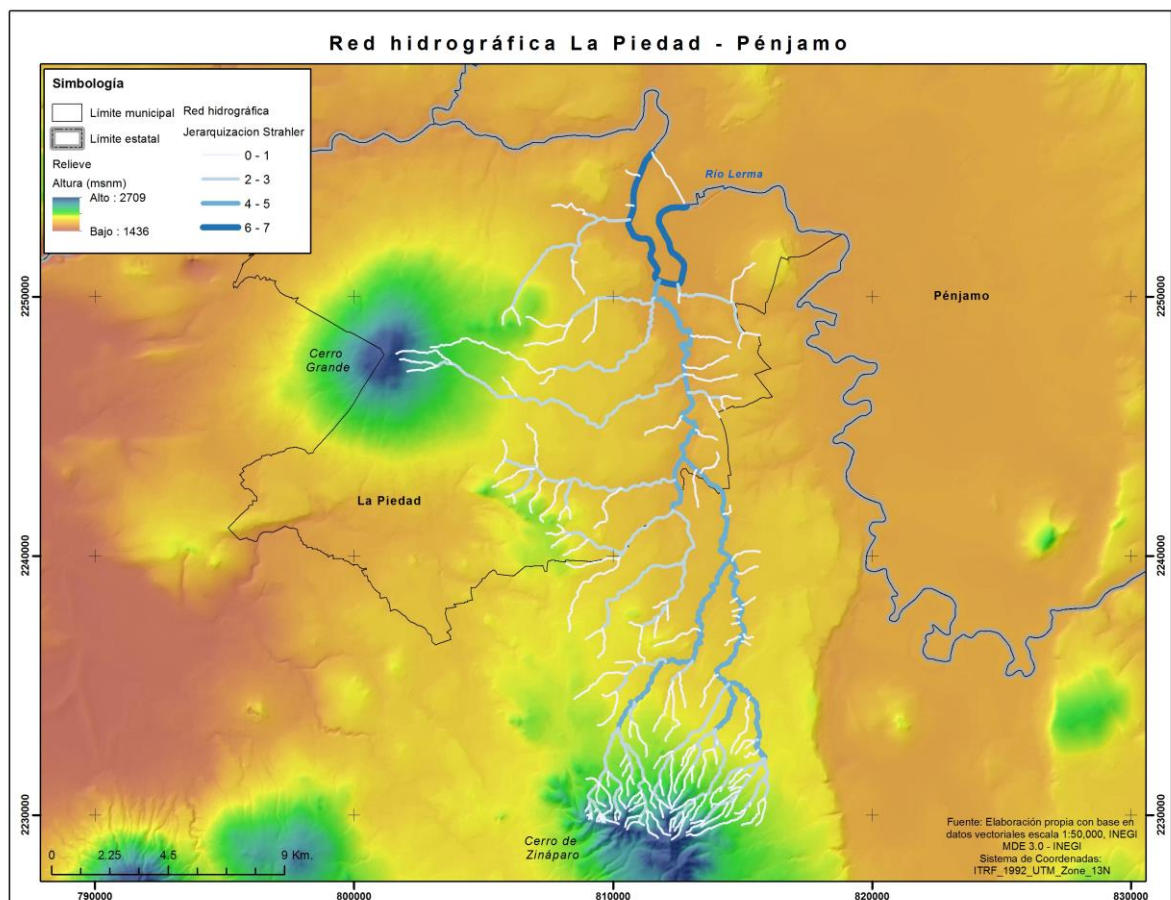 Red hidrográfica La Piedad - Pénjamo
Simbología
Límite municipal
Límite estatal
Relieve
Altura (msnm)
Alto : 2709
Bajo : 1436
Red hidrográfica
Jerarquizacion Strahler
0 - 1
2 - 3
4 - 5
6 - 7
Río Lerma
Pénjamo
Cerro
Grande
La Piedad
Cerro de
Zináparo
0 2.25 4.5 9 Km.
Fuente: Elaboración propia con base en
datos vectoriales escala 1:50,000, INEGI
MDE 3.0 - INEGI
Sistema de Coordenadas:
ITRF_1992_UTM_Zone_13N
2250000
2240000
2230000
2250000
2240000
2230000
790000 800000 810000 820000 830000